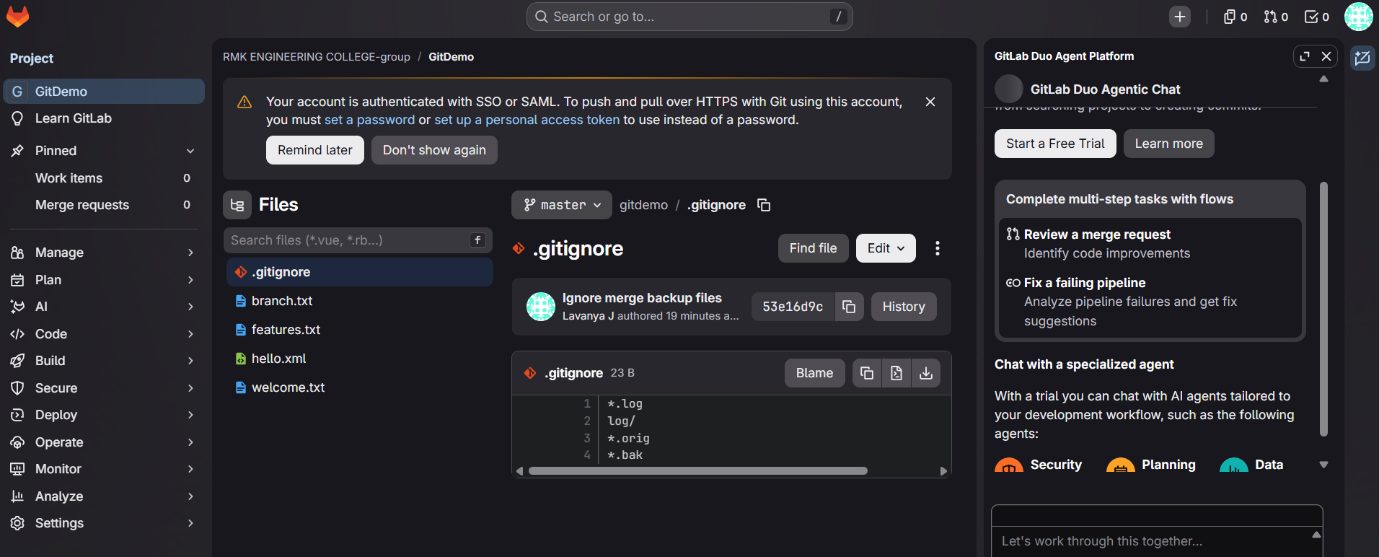 Search or go to...
/
0
0
0
Project
G GitDemo
Learn GitLab
Pinned
Work items 0
Merge requests 0
Manage
Plan
AI
Code
Build
Secure
Deploy
Operate
Monitor
Analyze
Settings
RMK ENGINEERING COLLEGE-group / GitDemo
Your account is authenticated with SSO or SAML. To push and pull over HTTPS with Git using this account,
you must set a password or set up a personal access token to use instead of a password.
Remind later Don't show again
Files
Search files (*.vue, *.rb...) f
.gitignore
branch.txt
features.txt
hello.xml
welcome.txt
master gitdemo / .gitignore
.gitignore Find file Edit
Ignore merge backup files
Lavanya J authored 19 minutes a...
53e16d9c History
.gitignore 23 B Blame
1 *.log
2 log/
3 *.orig
4 *.bak
GitLab Duo Agent Platform
GitLab Duo Agentic Chat
from searching projects to creating commits.
Start a Free Trial Learn more
Complete multi-step tasks with flows
Review a merge request
Identify code improvements
Fix a failing pipeline
Analyze pipeline failures and get fix
suggestions
Chat with a specialized agent
With a trial you can chat with AI agents tailored to
your development workflow, such as the following
agents:
Security Planning Data
Let's work through this together...